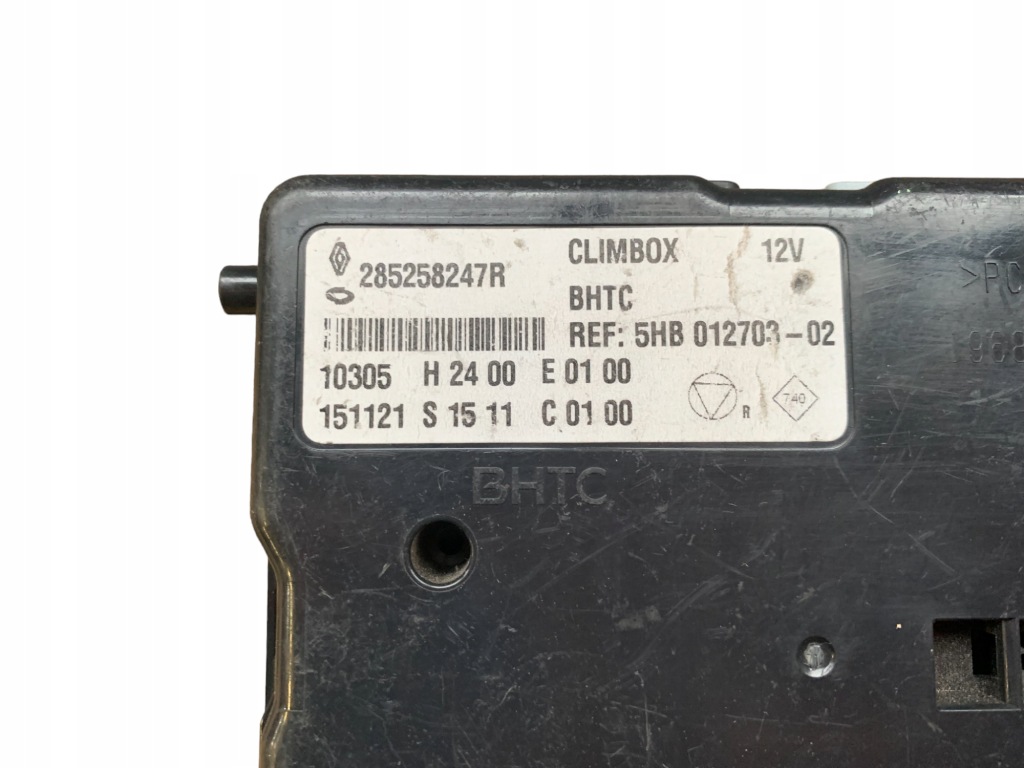 285258247R
CLIMBOX 12V
BHTC
REF: 5HB 012703-02
10305 H 24 00 E 01 00
151121 S 15 11 C 01 00
R
740
BHTC
>PC